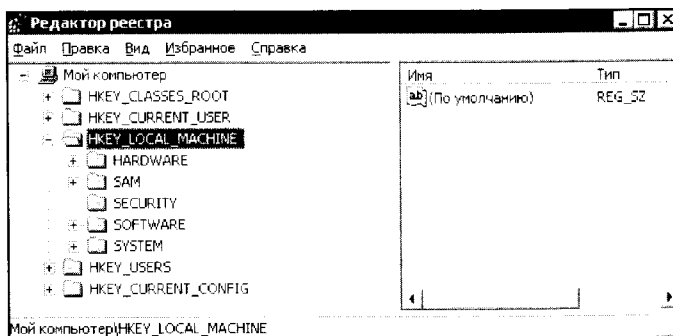 Редактор реестра
Файл Правка Вид Избранное Справка
Мой компьютер
HKEY_CLASSES_ROOT
HKEY_CURRENT_USER
HKEY_LOCAL_MACHINE
HARDWARE
SAM
SECURITY
SOFTWARE
SYSTEM
HKEY_USERS
HKEY_CURRENT_CONFIG
Имя Тип
ab (По умолчанию) REG_SZ
Мой компьютер\HKEY_LOCAL_MACHINE